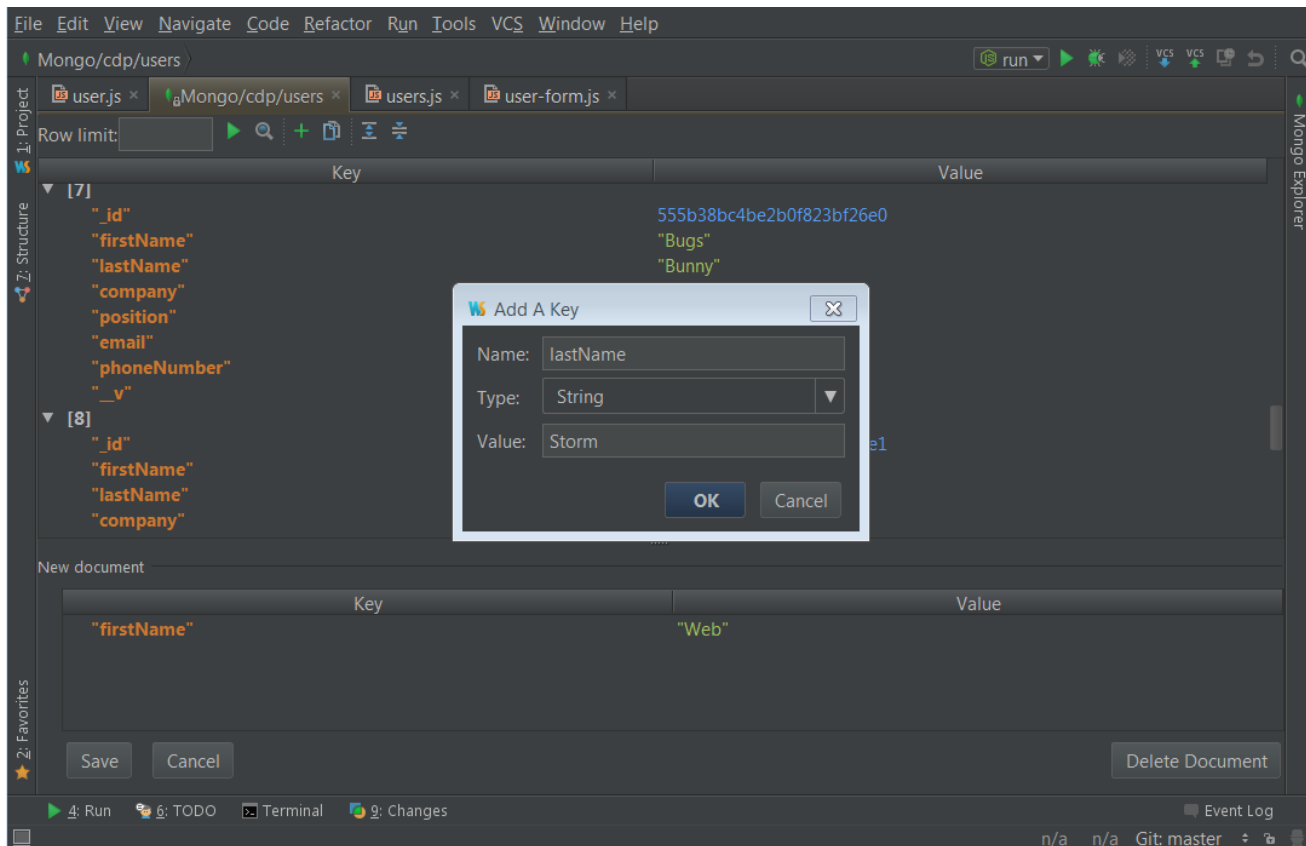 File Edit View Navigate Code Refactor Run Tools VCS Window Help
Mongo/cdp/users
run
VCS VCS
user.js
Mongo/cdp/users
users.js
user-form.js
1: Project
7: Structure
2: Favorites
Mongo Explorer
Row limit:
Key Value
[7]
"_id" 555b38bc4be2b0f823bf26e0
"firstName" "Bugs"
"lastName" "Bunny"
"company"
"position"
"email"
"phoneNumber"
"__v"
[8]
"_id" e1
"firstName"
"lastName"
"company"
WS Add A Key
Name: lastName
Type: String
Value: Storm
OK Cancel
New document
Key Value
"firstName" "Web"
Save Cancel Delete Document
4: Run 6: TODO Terminal 9: Changes Event Log
n/a n/a Git: master